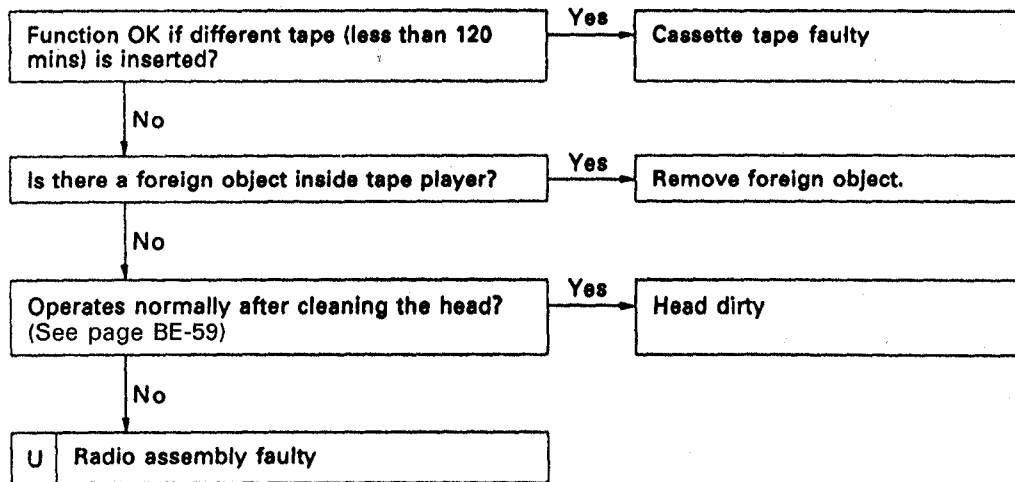 Function OK if different tape (less than 120
mins) is inserted?
Yes
Cassette tape faulty
No
Is there a foreign object inside tape player?
Yes
Remove foreign object.
No
Operates normally after cleaning the head?
(See page BE-59)
Yes
Head dirty
No
U
Radio assembly faulty